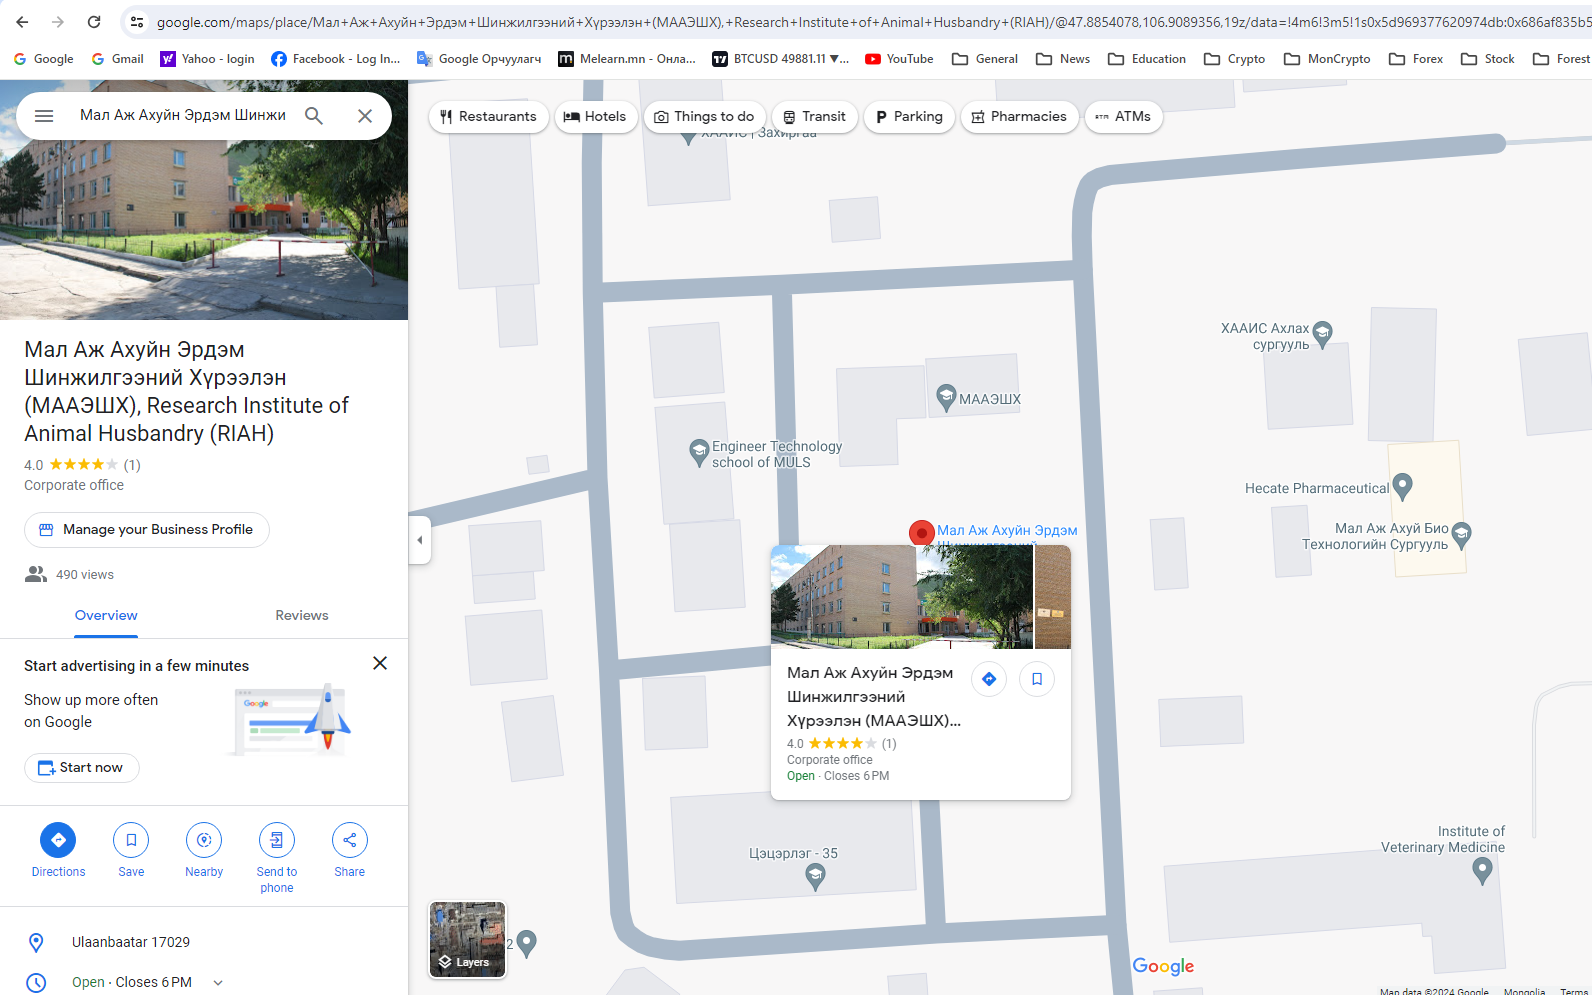 google.com/maps/place/Мал+Аж+Ахуйн+Эрдэм+Шинжилгээний+Хүрээлэн+(МААЭШХ),+Research+Institute+of+Animal+Husbandry+(RIAH)/@47.8854078,106.9089356,19z/data=!4m6!3m5!1s0x5d969377620974db:0x686af835b5
Google
Gmail
Yahoo - login
Facebook - Log In...
Google Орчуулагч
Melearn.mn - Онла...
BTCUSD 49881.11 ▼...
YouTube
General
News
Education
Crypto
MonCrypto
Forex
Stock
Forest
Мал Аж Ахуйн Эрдэм Шинжи
Restaurants
Hotels
Things to do
Transit
Parking
Pharmacies
ATMs
ХААИС | Захиргаа
Мал Аж Ахуйн Эрдэм
Шинжилгээний Хүрээлэн
(МААЭШХ), Research Institute of
Animal Husbandry (RIAH)
4.0 (1)
Corporate office
Manage your Business Profile
490 views
Overview
Reviews
Start advertising in a few minutes
Show up more often
on Google
Google
Start now
Directions
Save
Nearby
Send to
phone
Share
Ulaanbaatar 17029
Open · Closes 6 PM
ХААИС Ахлах
сургууль
МААЭШХ
Engineer Technology
school of MULS
Hecate Pharmaceutical
Мал Аж Ахуй Био
Технологийн Сургууль
Мал Аж Ахуйн Эрдэм
Шинжилгээний
Мал Аж Ахуйн Эрдэм
Шинжилгээний
Хүрээлэн (МААЭШХ)...
4.0 (1)
Corporate office
Open · Closes 6 PM
Цэцэрлэг - 35
Institute of
Veterinary Medicine
2
Layers
Google
Map data ©2024 Google
Mongolia
Terms